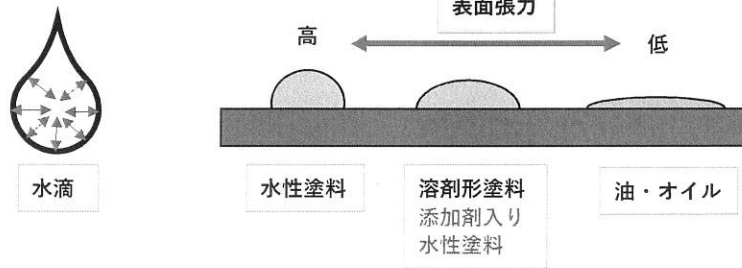 表面張力
高
低
水滴
水性塗料
溶剤形塗料
添加剤入り
水性塗料
油・オイル